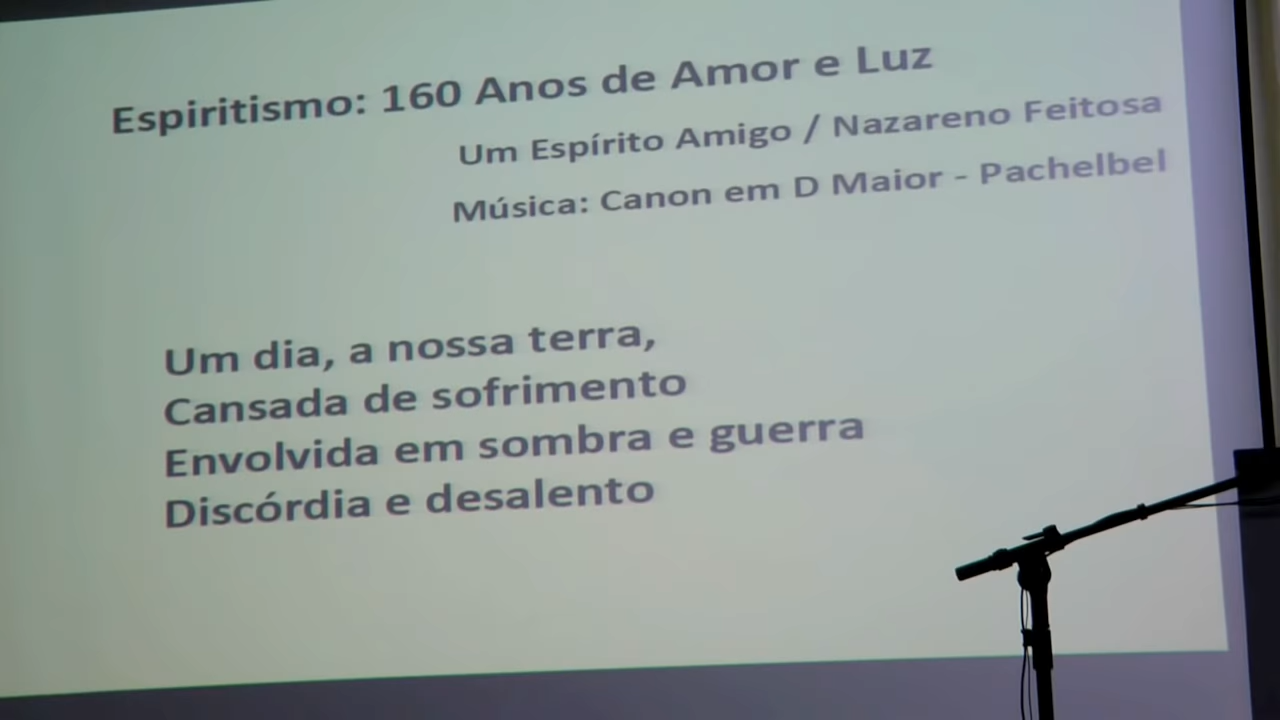 Espiritismo: 160 Anos de Amor e Luz
Um Espírito Amigo / Nazareno Feitosa
Música: Canon em D Maior - Pachelbel
Um dia, a nossa terra,
Cansada de sofrimento
Envolvida em sombra e guerra
Discórdia e desalento